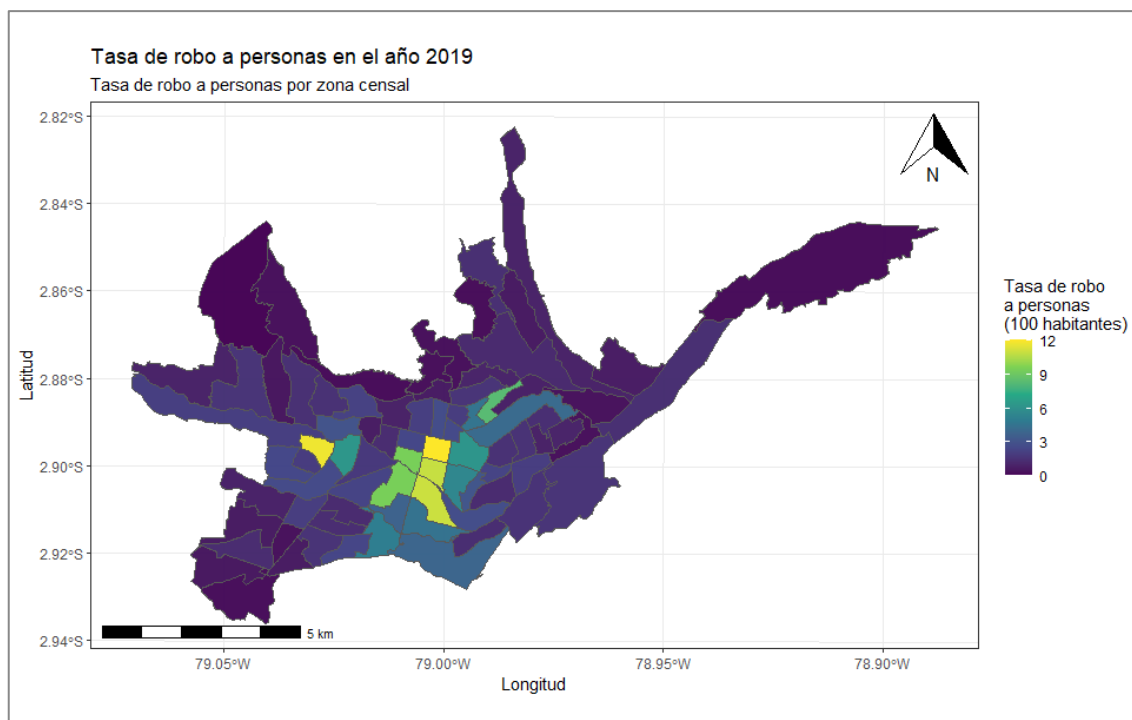 Tasa de robo a personas en el año 2019
Tasa de robo a personas por zona censal
2.82°S
2.84°S
2.86°S
2.88°S
2.90°S
2.92°S
2.94°S
Latitud
N
Tasa de robo
a personas
(100 habitantes)
12
9
6
3
0
5 km
79.05°W
79.00°W
78.95°W
78.90°W
Longitud